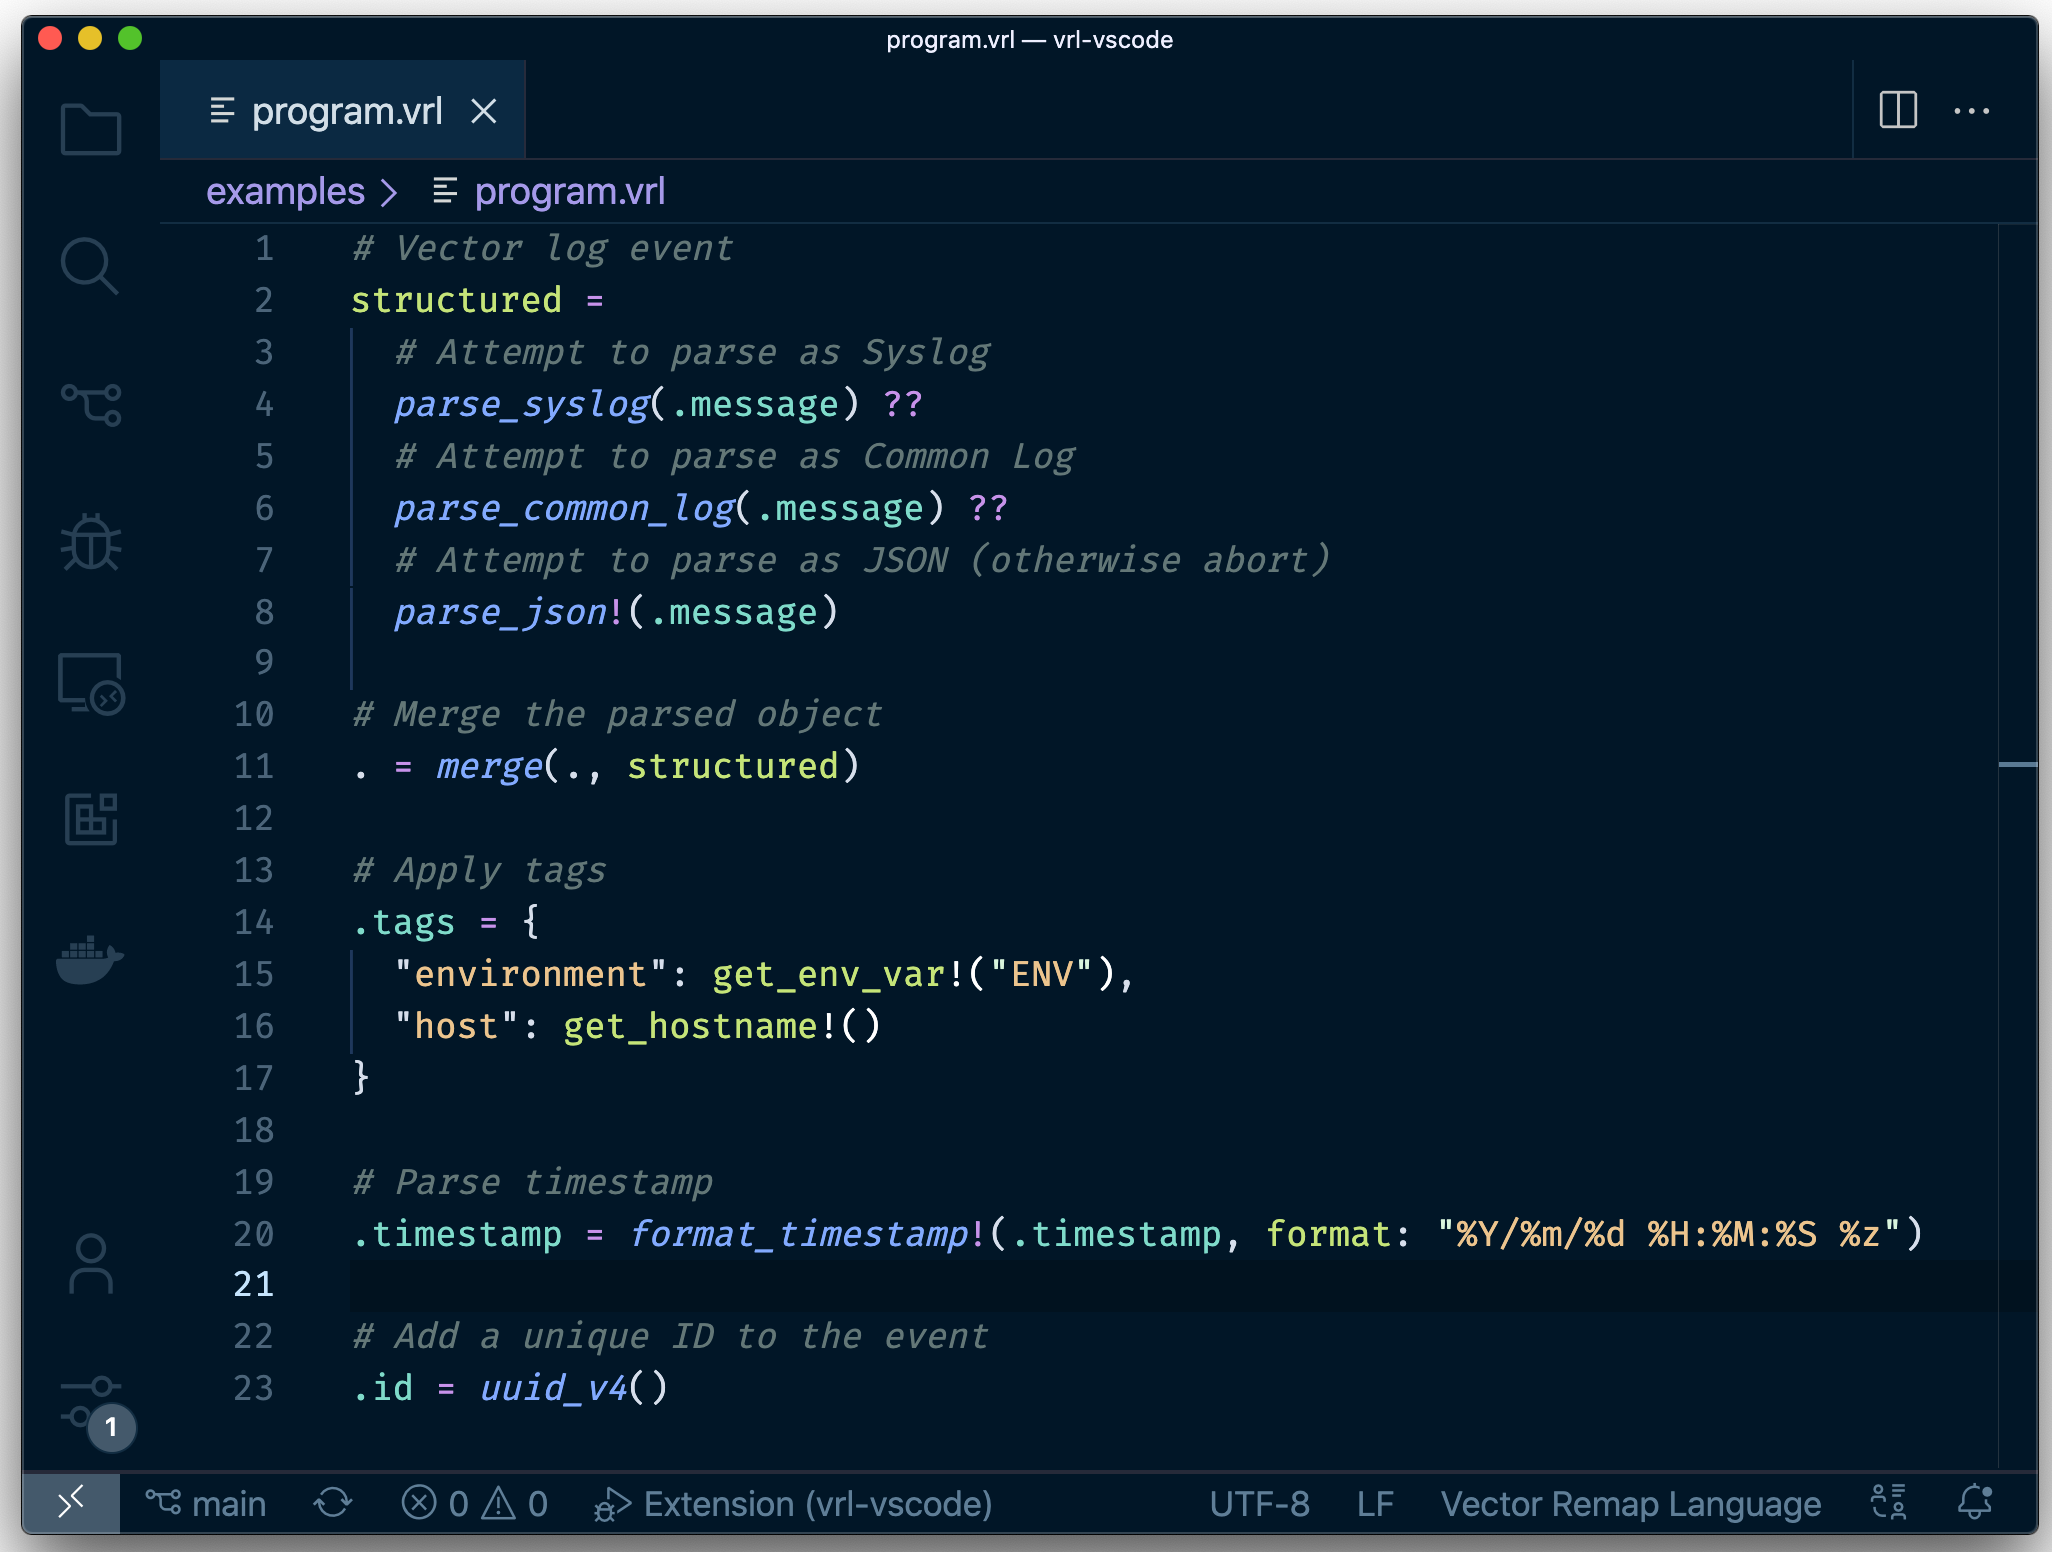 program.vrl — vrl-vscode
program.vrl
examples program.vrl
1 # Vector log event
2 structured =
3   # Attempt to parse as Syslog
4   parse_syslog(.message) ??
5   # Attempt to parse as Common Log
6   parse_common_log(.message) ??
7   # Attempt to parse as JSON (otherwise abort)
8   parse_json!(.message)
9
10 # Merge the parsed object
11 . = merge(., structured)
12
13 # Apply tags
14 .tags = {
15   "environment": get_env_var!("ENV"),
16   "host": get_hostname!()
17 }
18
19 # Parse timestamp
20 .timestamp = format_timestamp!(.timestamp, format: "%Y/%m/%d %H:%M:%S %z")
21
22 # Add a unique ID to the event
23 .id = uuid_v4()
1
main 0 0 Extension (vrl-vscode) UTF-8 LF Vector Remap Language